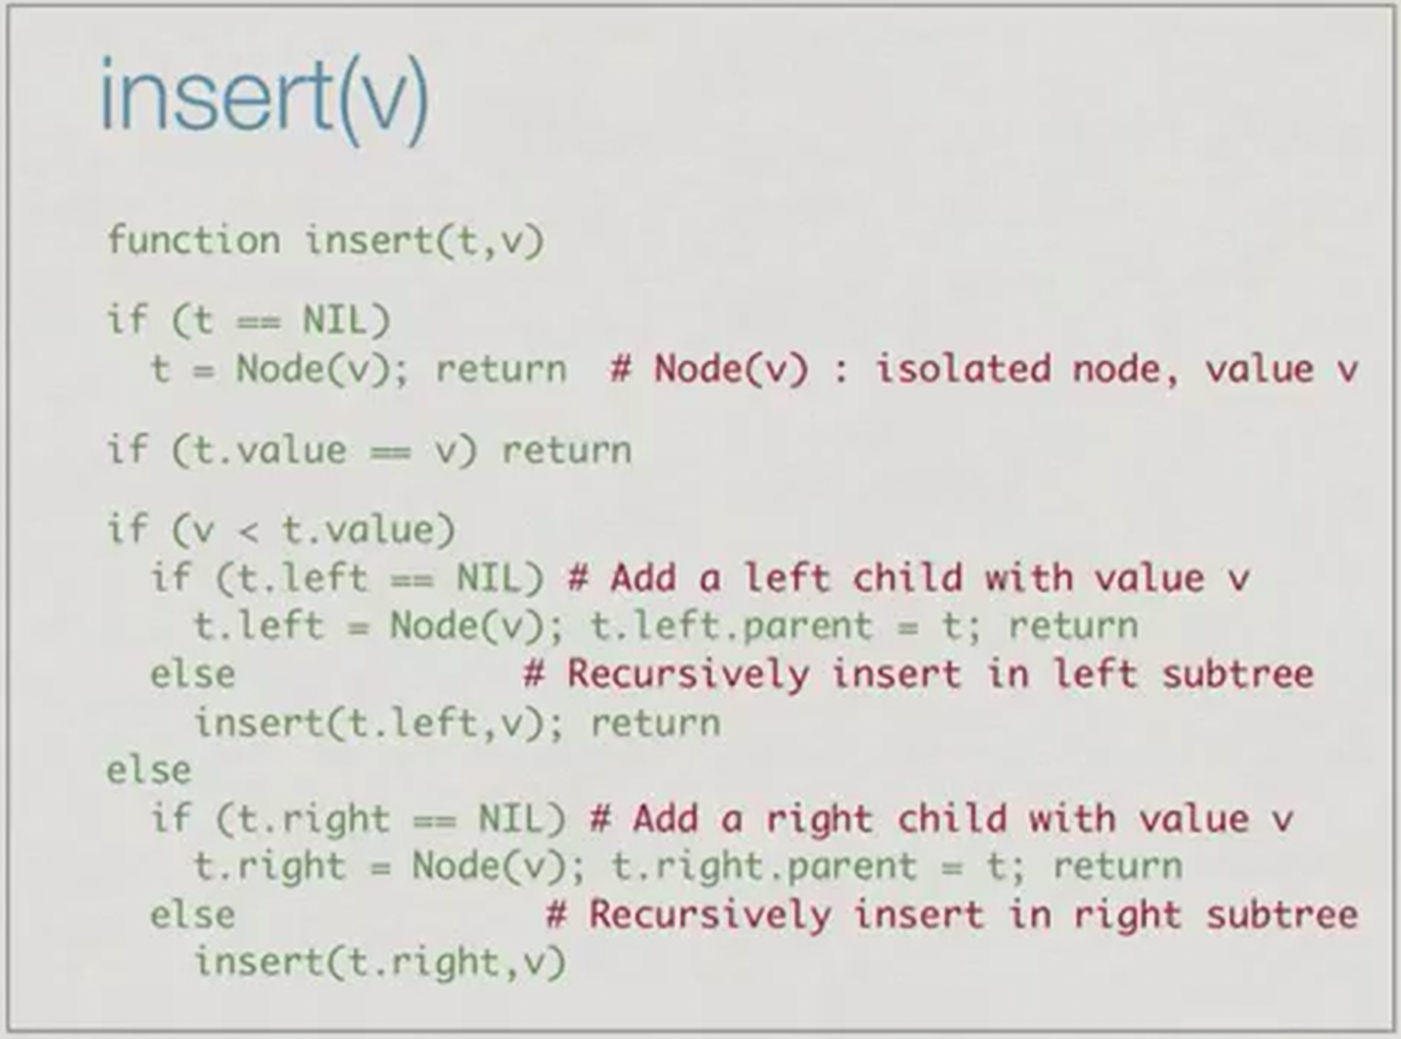 insert(v)
function insert(t,v)
if (t == NIL)
t = Node(v); return # Node(v) : isolated node, value v
if (t.value == v) return
if (v < t.value)
if (t.left == NIL) # Add a left child with value v
t.left = Node(v); t.left.parent = t; return
else # Recursively insert in left subtree
insert(t.left,v); return
else
if (t.right == NIL) # Add a right child with value v
t.right = Node(v); t.right.parent = t; return
else # Recursively insert in right subtree
insert(t.right,v)